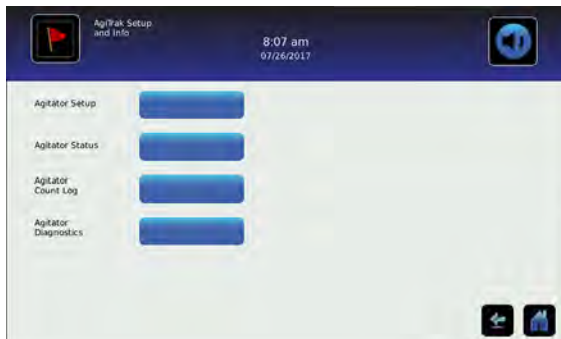 AgiTrak Setup
and Info
8:07 am
07/26/2017
Agitator Setup
Agitator Status
Agitator
Count Log
Agitator
Diagnostics